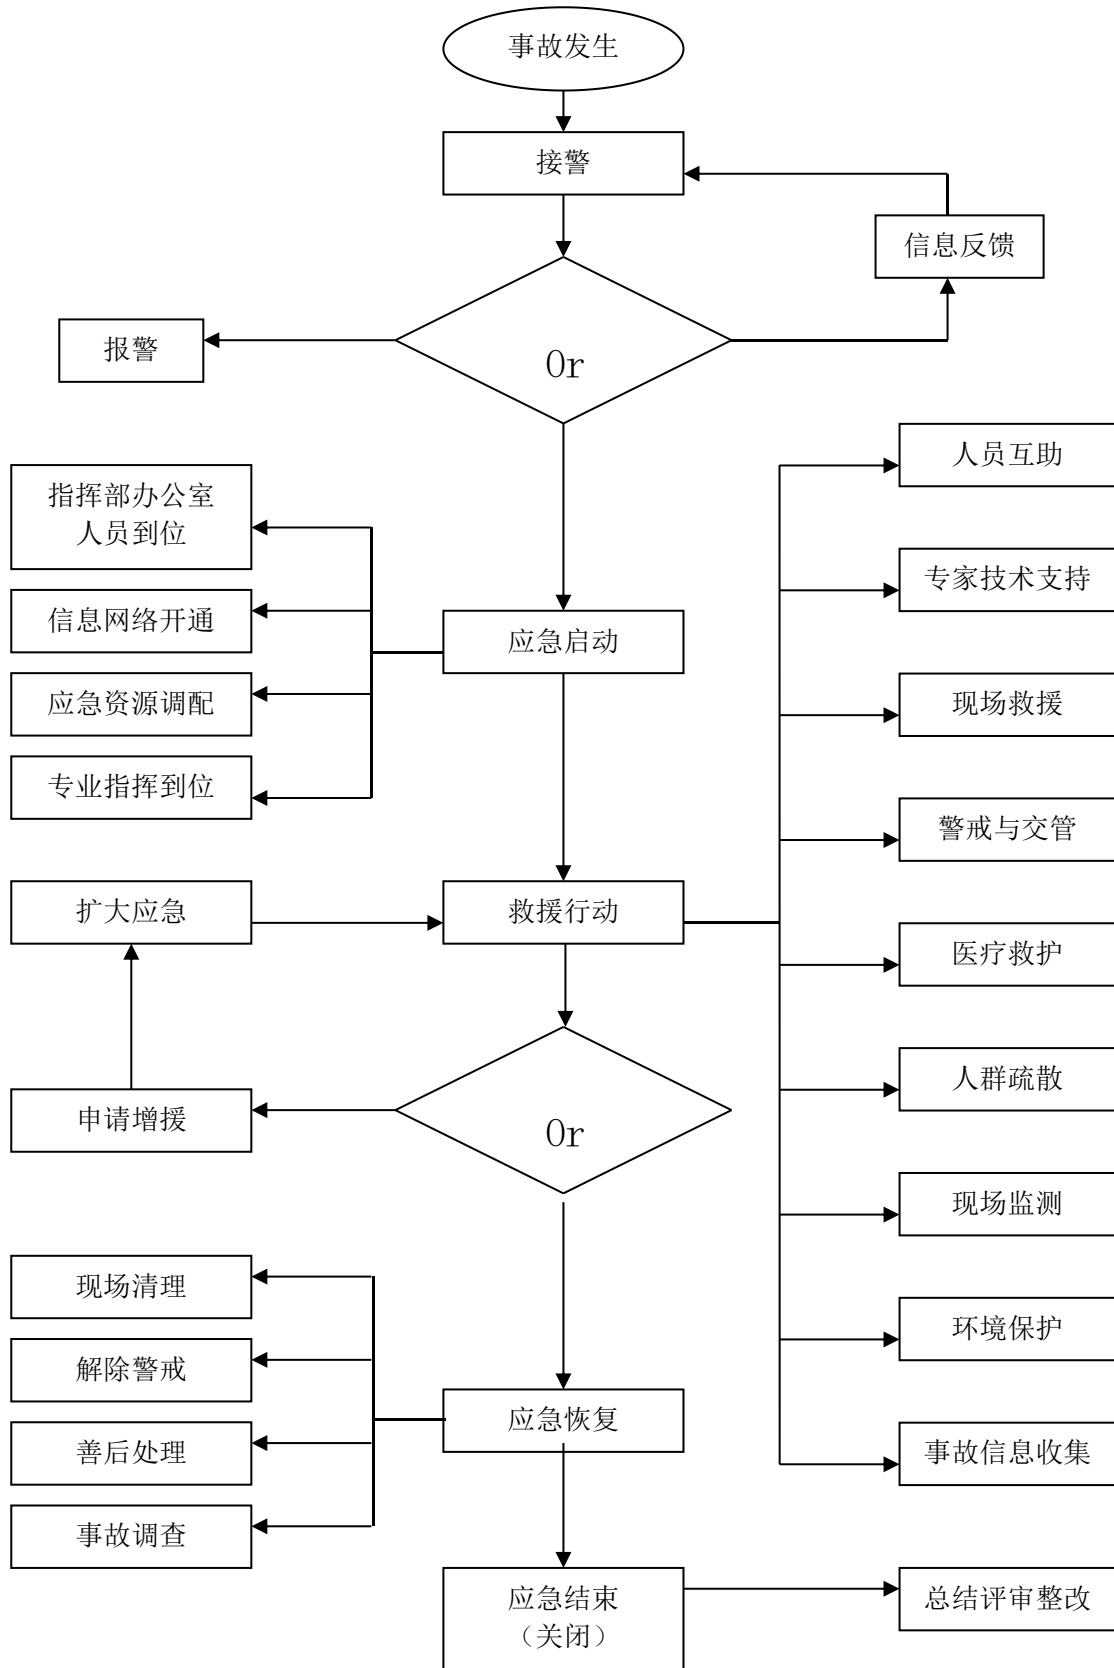 事故发生
接警
信息反馈
报警
Or
人员互助
指挥部办公室
人员到位
专家技术支持
信息网络开通
应急启动
应急资源调配
现场救援
专业指挥到位
警戒与交管
扩大应急
救援行动
医疗救护
人群疏散
申请增援
Or
现场监测
现场清理
环境保护
解除警戒
应急恢复
善后处理
事故信息收集
事故调查
应急结束
（关闭）
总结评审整改